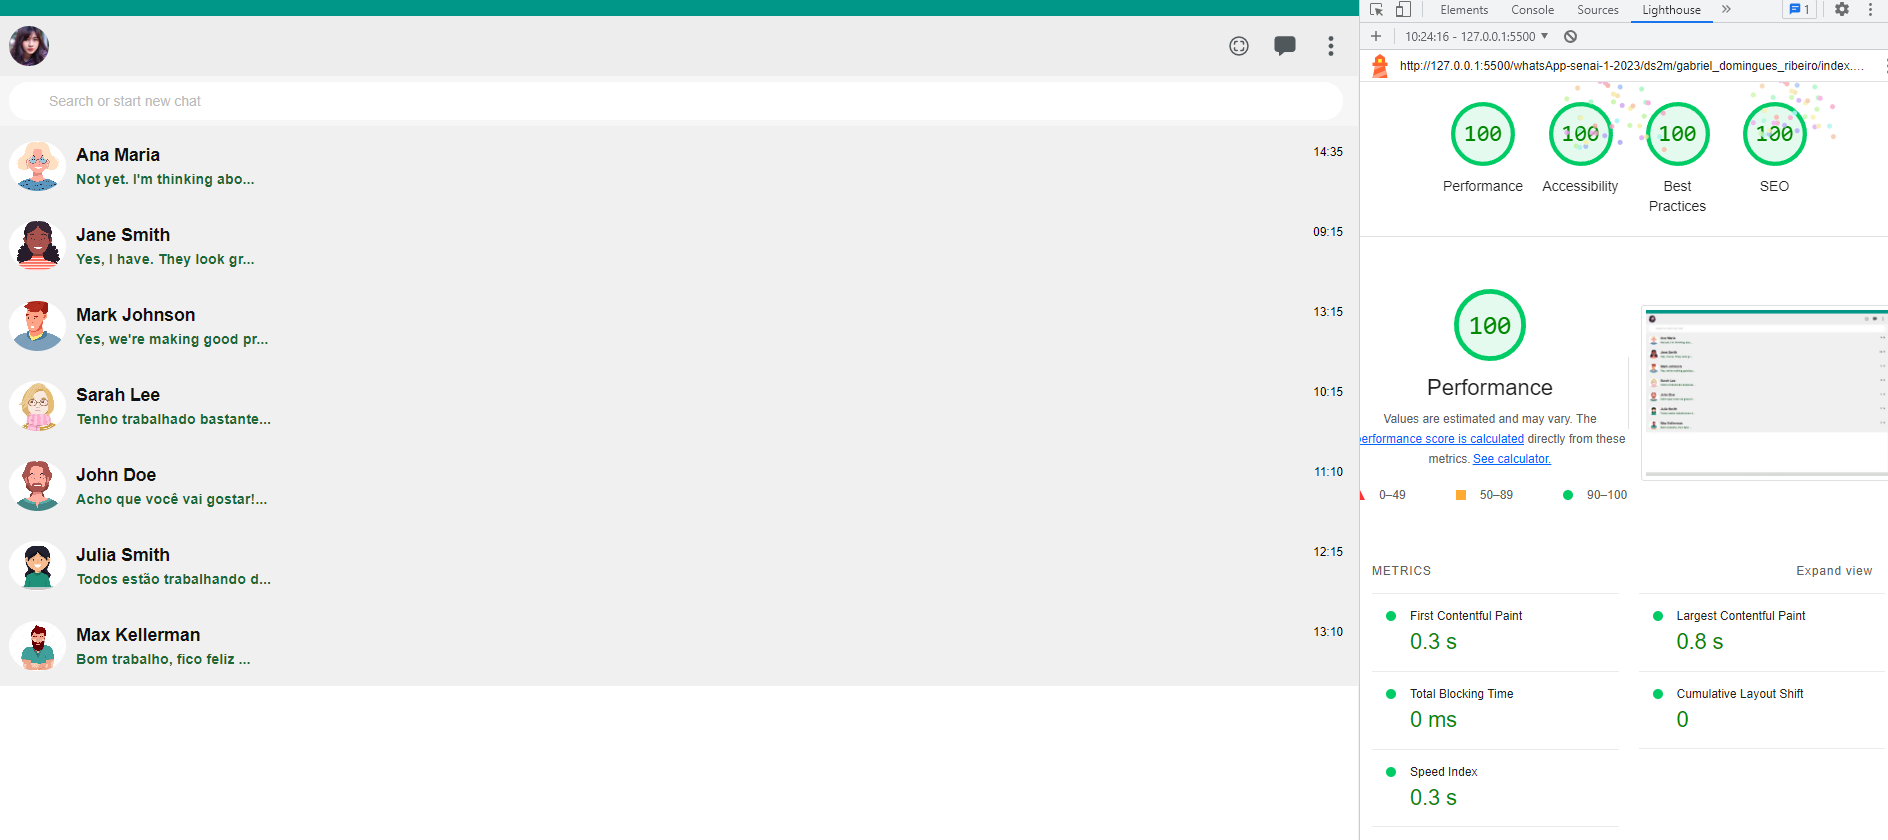 Search or start new chat
Ana Maria
14:35
Not yet. I'm thinking abo...
Jane Smith
09:15
Yes, I have. They look gr...
Mark Johnson
13:15
Yes, we're making good pr...
Sarah Lee
10:15
Tenho trabalhado bastante...
John Doe
11:10
Acho que você vai gostar!...
Julia Smith
12:15
Todos estão trabalhando d...
Max Kellerman
13:10
Bom trabalho, fico feliz ...
Elements Console Sources Lighthouse 1
10:24:16 - 127.0.0.1:5500
http://127.0.0.1:5500/whatsApp-senai-1-2023/ds2m/gabriel_domingues_ribeiro/index....
100 100 100 100
Performance Accessibility Best Practices SEO
100
Performance
Values are estimated and may vary. The
performance score is calculated directly from these
metrics. See calculator.
0–49 50–89 90–100
METRICS Expand view
First Contentful Paint
0.3 s
Largest Contentful Paint
0.8 s
Total Blocking Time
0 ms
Cumulative Layout Shift
0
Speed Index
0.3 s